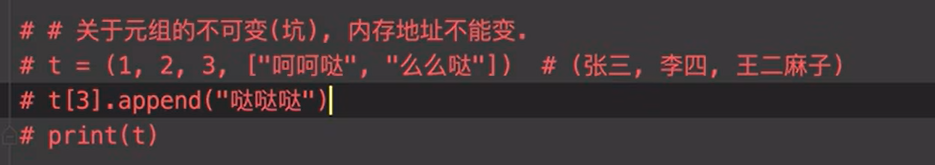 # # 关于元组的不可变(坑), 内存地址不能变.
# t = (1, 2, 3, ["呵呵哒", "么么哒"])  # (张三, 李四, 王二麻子)
# t[3].append("哒哒哒")
# print(t)